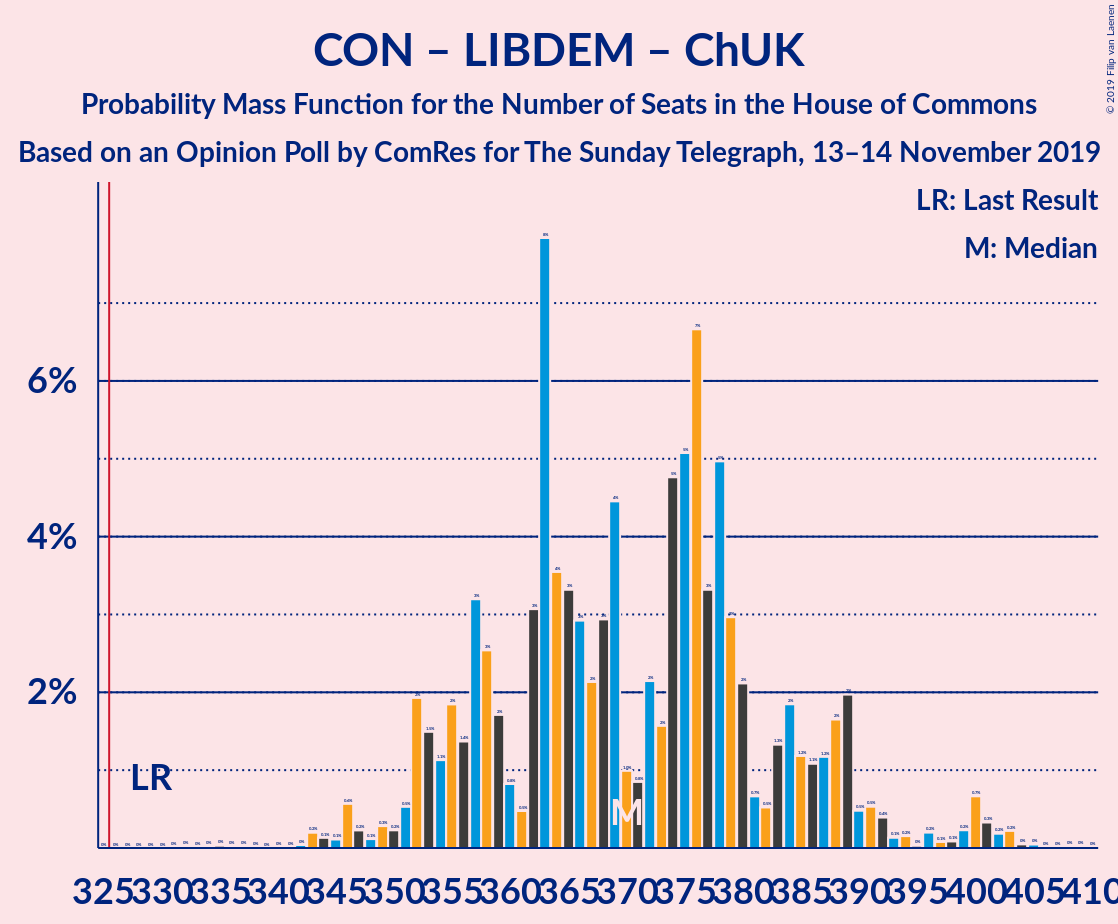 CON – LIBDEM – ChUK
Probability Mass Function for the Number of Seats in the House of Commons
Based on an Opinion Poll by ComRes for The Sunday Telegraph, 13–14 November 2019
© 2019 Filip van Laenen
LR: Last Result
M: Median
6%
4%
2%
LR
M
325 330 335 340 345 350 355 360 365 370 375 380 385 390 395 400 405 410